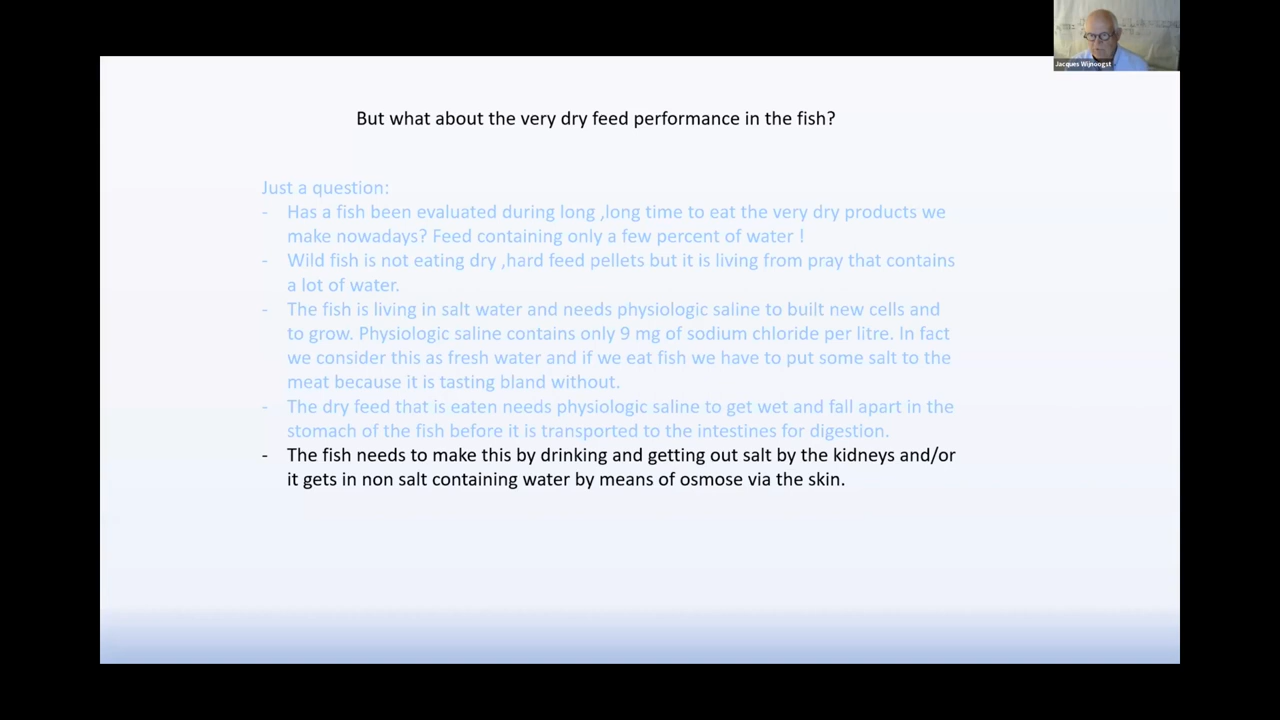 Jacques Wijnoogst
But what about the very dry feed performance in the fish?
Just a question:
- Has a fish been evaluated during long ,long time to eat the very dry products we
make nowadays? Feed containing only a few percent of water !
- Wild fish is not eating dry ,hard feed pellets but it is living from pray that contains
a lot of water.
- The fish is living in salt water and needs physiologic saline to built new cells and
to grow. Physiologic saline contains only 9 mg of sodium chloride per litre. In fact
we consider this as fresh water and if we eat fish we have to put some salt to the
meat because it is tasting bland without.
- The dry feed that is eaten needs physiologic saline to get wet and fall apart in the
stomach of the fish before it is transported to the intestines for digestion.
- The fish needs to make this by drinking and getting out salt by the kidneys and/or
it gets in non salt containing water by means of osmose via the skin.